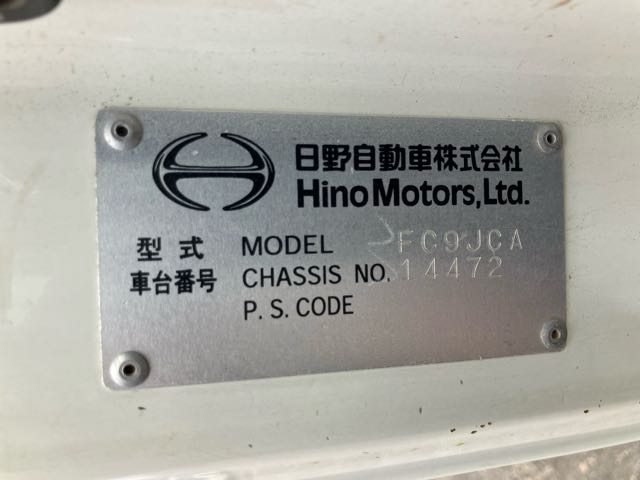 日野自動車株式会社
Hino Motors, Ltd.
型式 MODEL FC9JCA
車台番号 CHASSIS NO. 14472
P.S.CODE